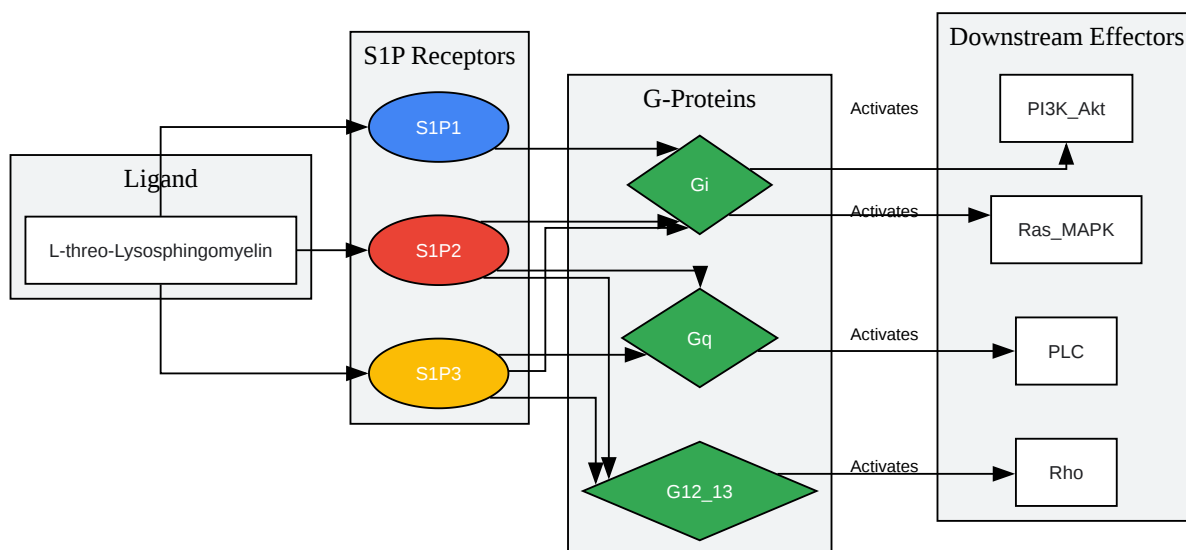 Ligand
L-threo-Lysosphingomyelin
S1P Receptors
S1P1
S1P2
S1P3
G-Proteins
Gi
Gq
G12_13
Activates
Activates
Activates
Activates
Downstream Effectors
PI3K_Akt
Ras_MAPK
PLC
Rho